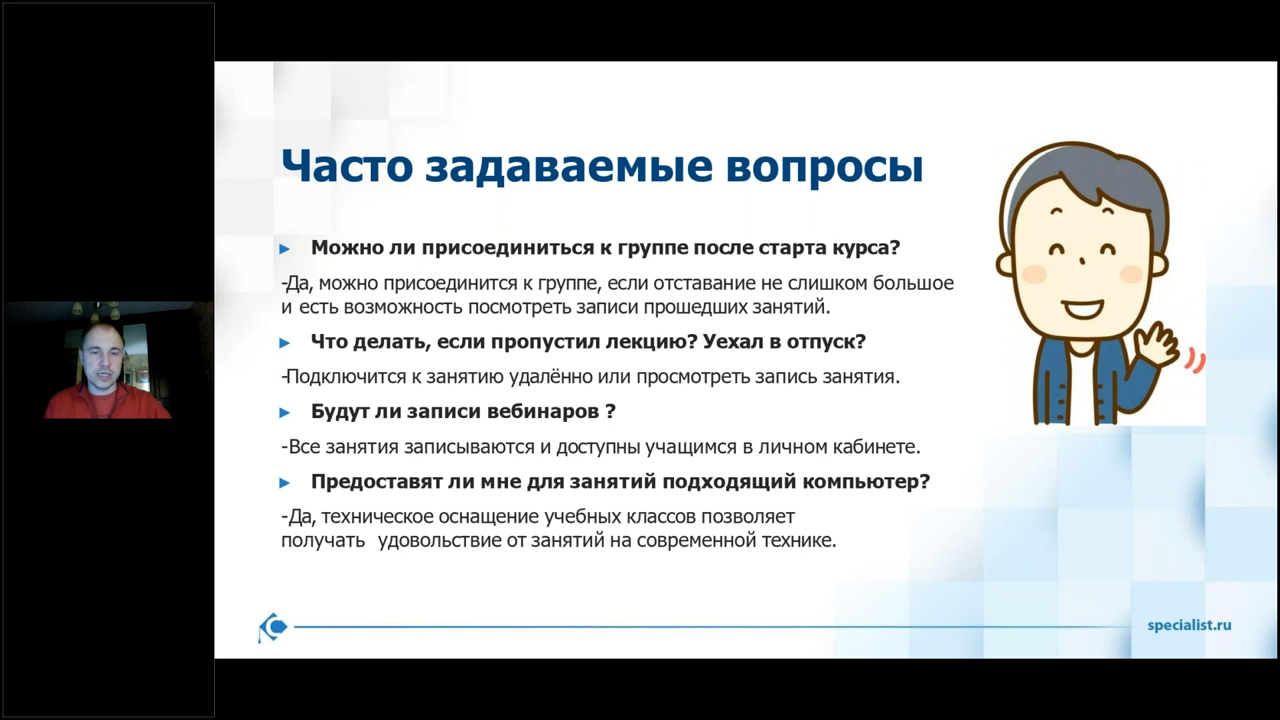 Часто задаваемые вопросы
Можно ли присоединиться к группе после старта курса?
-Да, можно присоединится к группе, если отставание не слишком большое
и есть возможность посмотреть записи прошедших занятий.
Что делать, если пропустил лекцию? Уехал в отпуск?
-Подключится к занятию удалённо или просмотреть запись занятия.
Будут ли записи вебинаров ?
-Все занятия записываются и доступны учащимся в личном кабинете.
Предоставят ли мне для занятий подходящий компьютер?
-Да, техническое оснащение учебных классов позволяет
получать удовольствие от занятий на современной технике.
specialist.ru